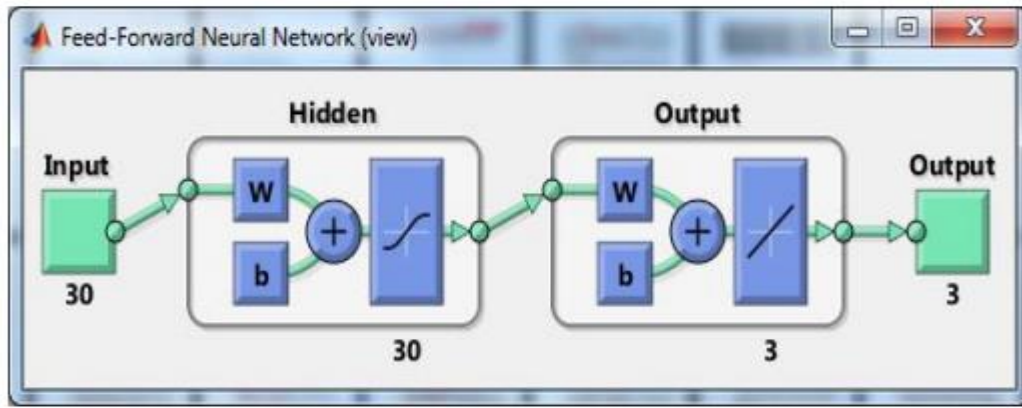 Feed-Forward Neural Network (view)
Hidden
Output
Input
Output
W
b
+
W
b
+
30
30
3
3